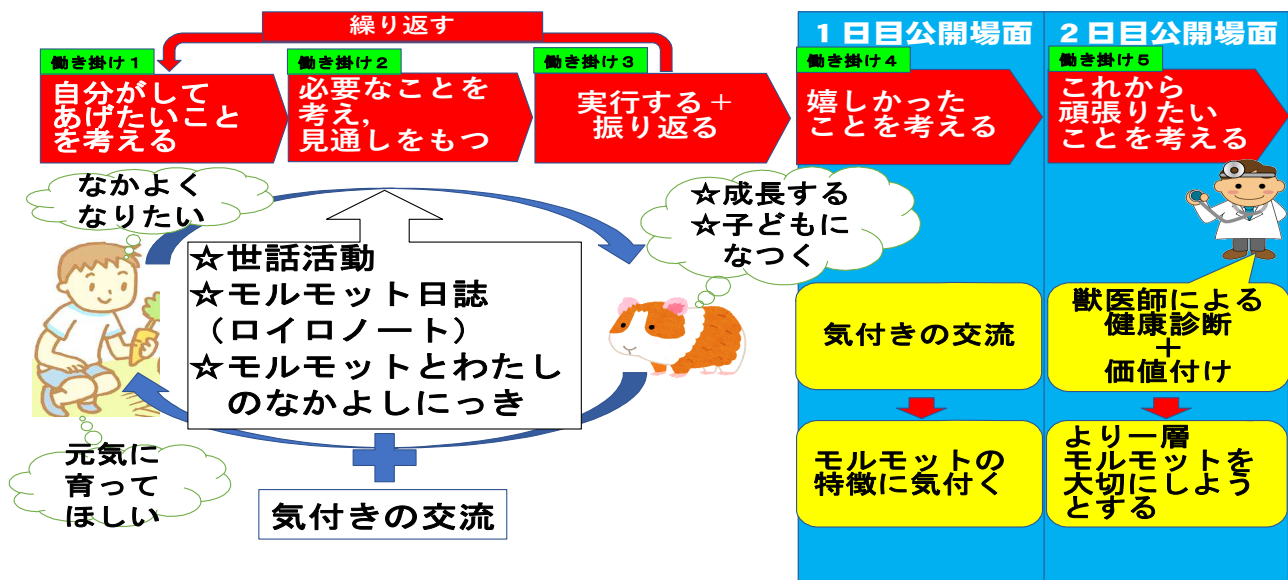 繰り返す
1日目公開場面
2日目公開場面
働き掛け1
自分がして
あげたいこと
を考える
働き掛け2
必要なことを
考え,
見通しをもつ
働き掛け3
実行する＋
振り返る
働き掛け4
嬉しかった
ことを考える
働き掛け5
これから
頑張りたい
ことを考える
なかよく
なりたい
☆成長する
☆子どもに
なつく
☆世話活動
☆モルモット日誌
（ロイロノート）
☆モルモットとわたし
のなかよしにっき
元気に
育って
ほしい
気付きの交流
気付きの交流
モルモットの
特徴に気付く
獣医師による
健康診断
＋
価値付け
より一層
モルモットを
大切にしよう
とする